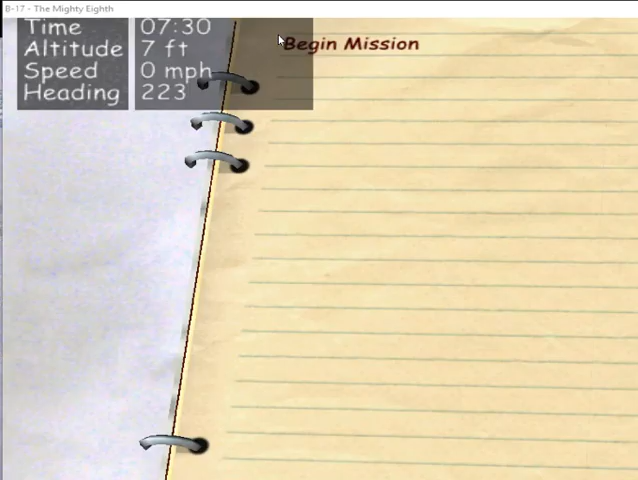 B-17 - The Mighty Eighth
Time 07:30
Altitude 7 ft
Speed 0 mph
Heading 223
Begin Mission